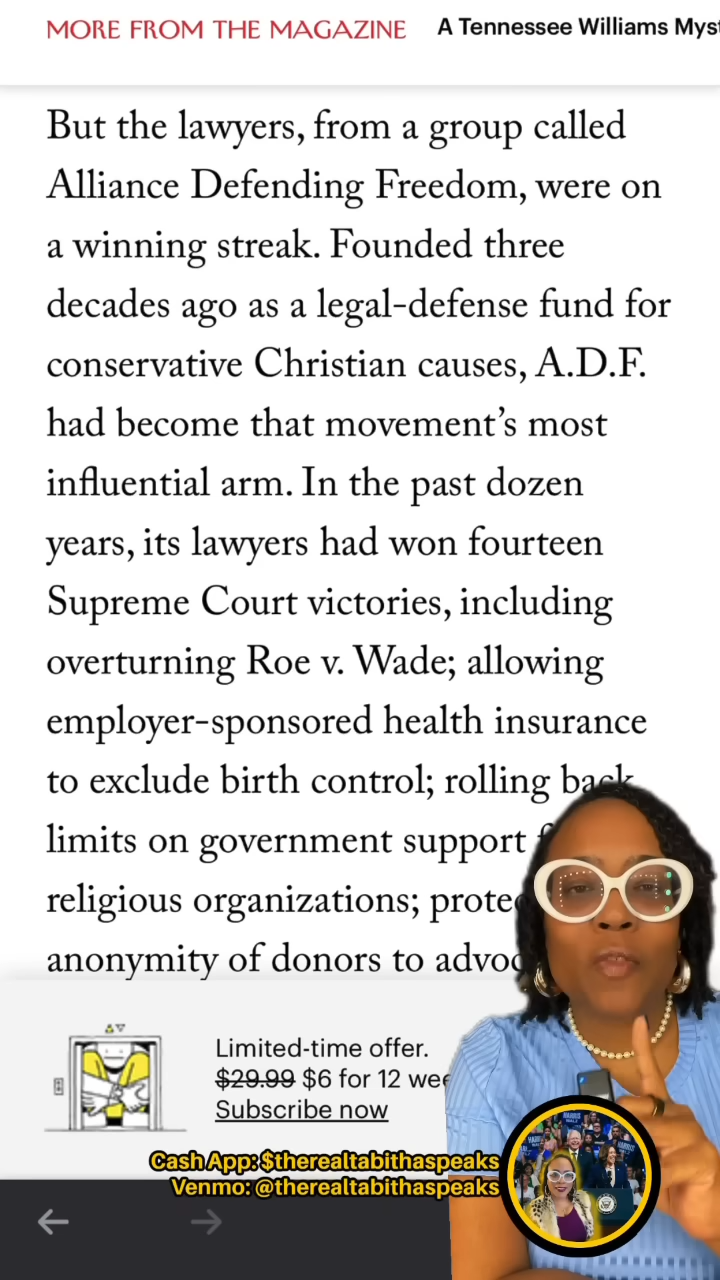 MORE FROM THE MAGAZINE A Tennessee Williams
But the lawyers, from a group called
Alliance Defending Freedom, were on
a winning streak. Founded three
decades ago as a legal-defense fund for
conservative Christian causes, A.D.F.
had become that movement’s most
influential arm. In the past dozen
years, its lawyers had won fourteen
Supreme Court victories, including
overturning Roe v. Wade; allowing
employer-sponsored health insurance
to exclude birth control; rolling back
limits on government support
religious organizations;
anonymity of donors to
Limited-time offer.
$29.99 $6 for 12
Subscribe now
Cash App: $therealtabithaspeaks
Venmo: @therealtabithaspeaks